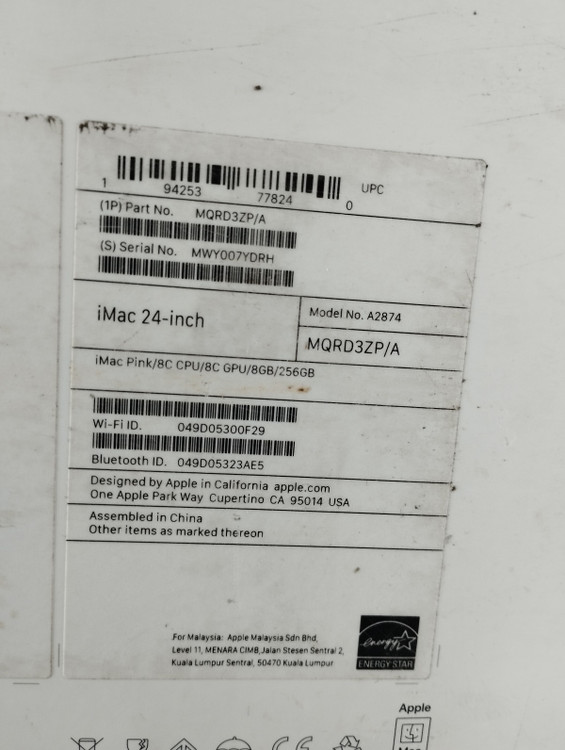 1 94253 77824 0 UPC
(1P) Part No. MQRD3ZP/A
(S) Serial No. MWY007YDRH
iMac 24-inch
Model No. A2874
MQRD3ZP/A
iMac Pink/8C CPU/8C GPU/8GB/256GB
Wi-Fi ID. 049D05300F29
Bluetooth ID. 049D05323AE5
Designed by Apple in California apple.com
One Apple Park Way Cupertino CA 95014 USA
Assembled in China
Other items as marked thereon
For Malaysia: Apple Malaysia Sdn Bhd,
Level 11, MENARA CIMB,Jalan Stesen Sentral 2,
Kuala Lumpur Sentral, 50470 Kuala Lumpur
energy
ENERGY STAR
Apple